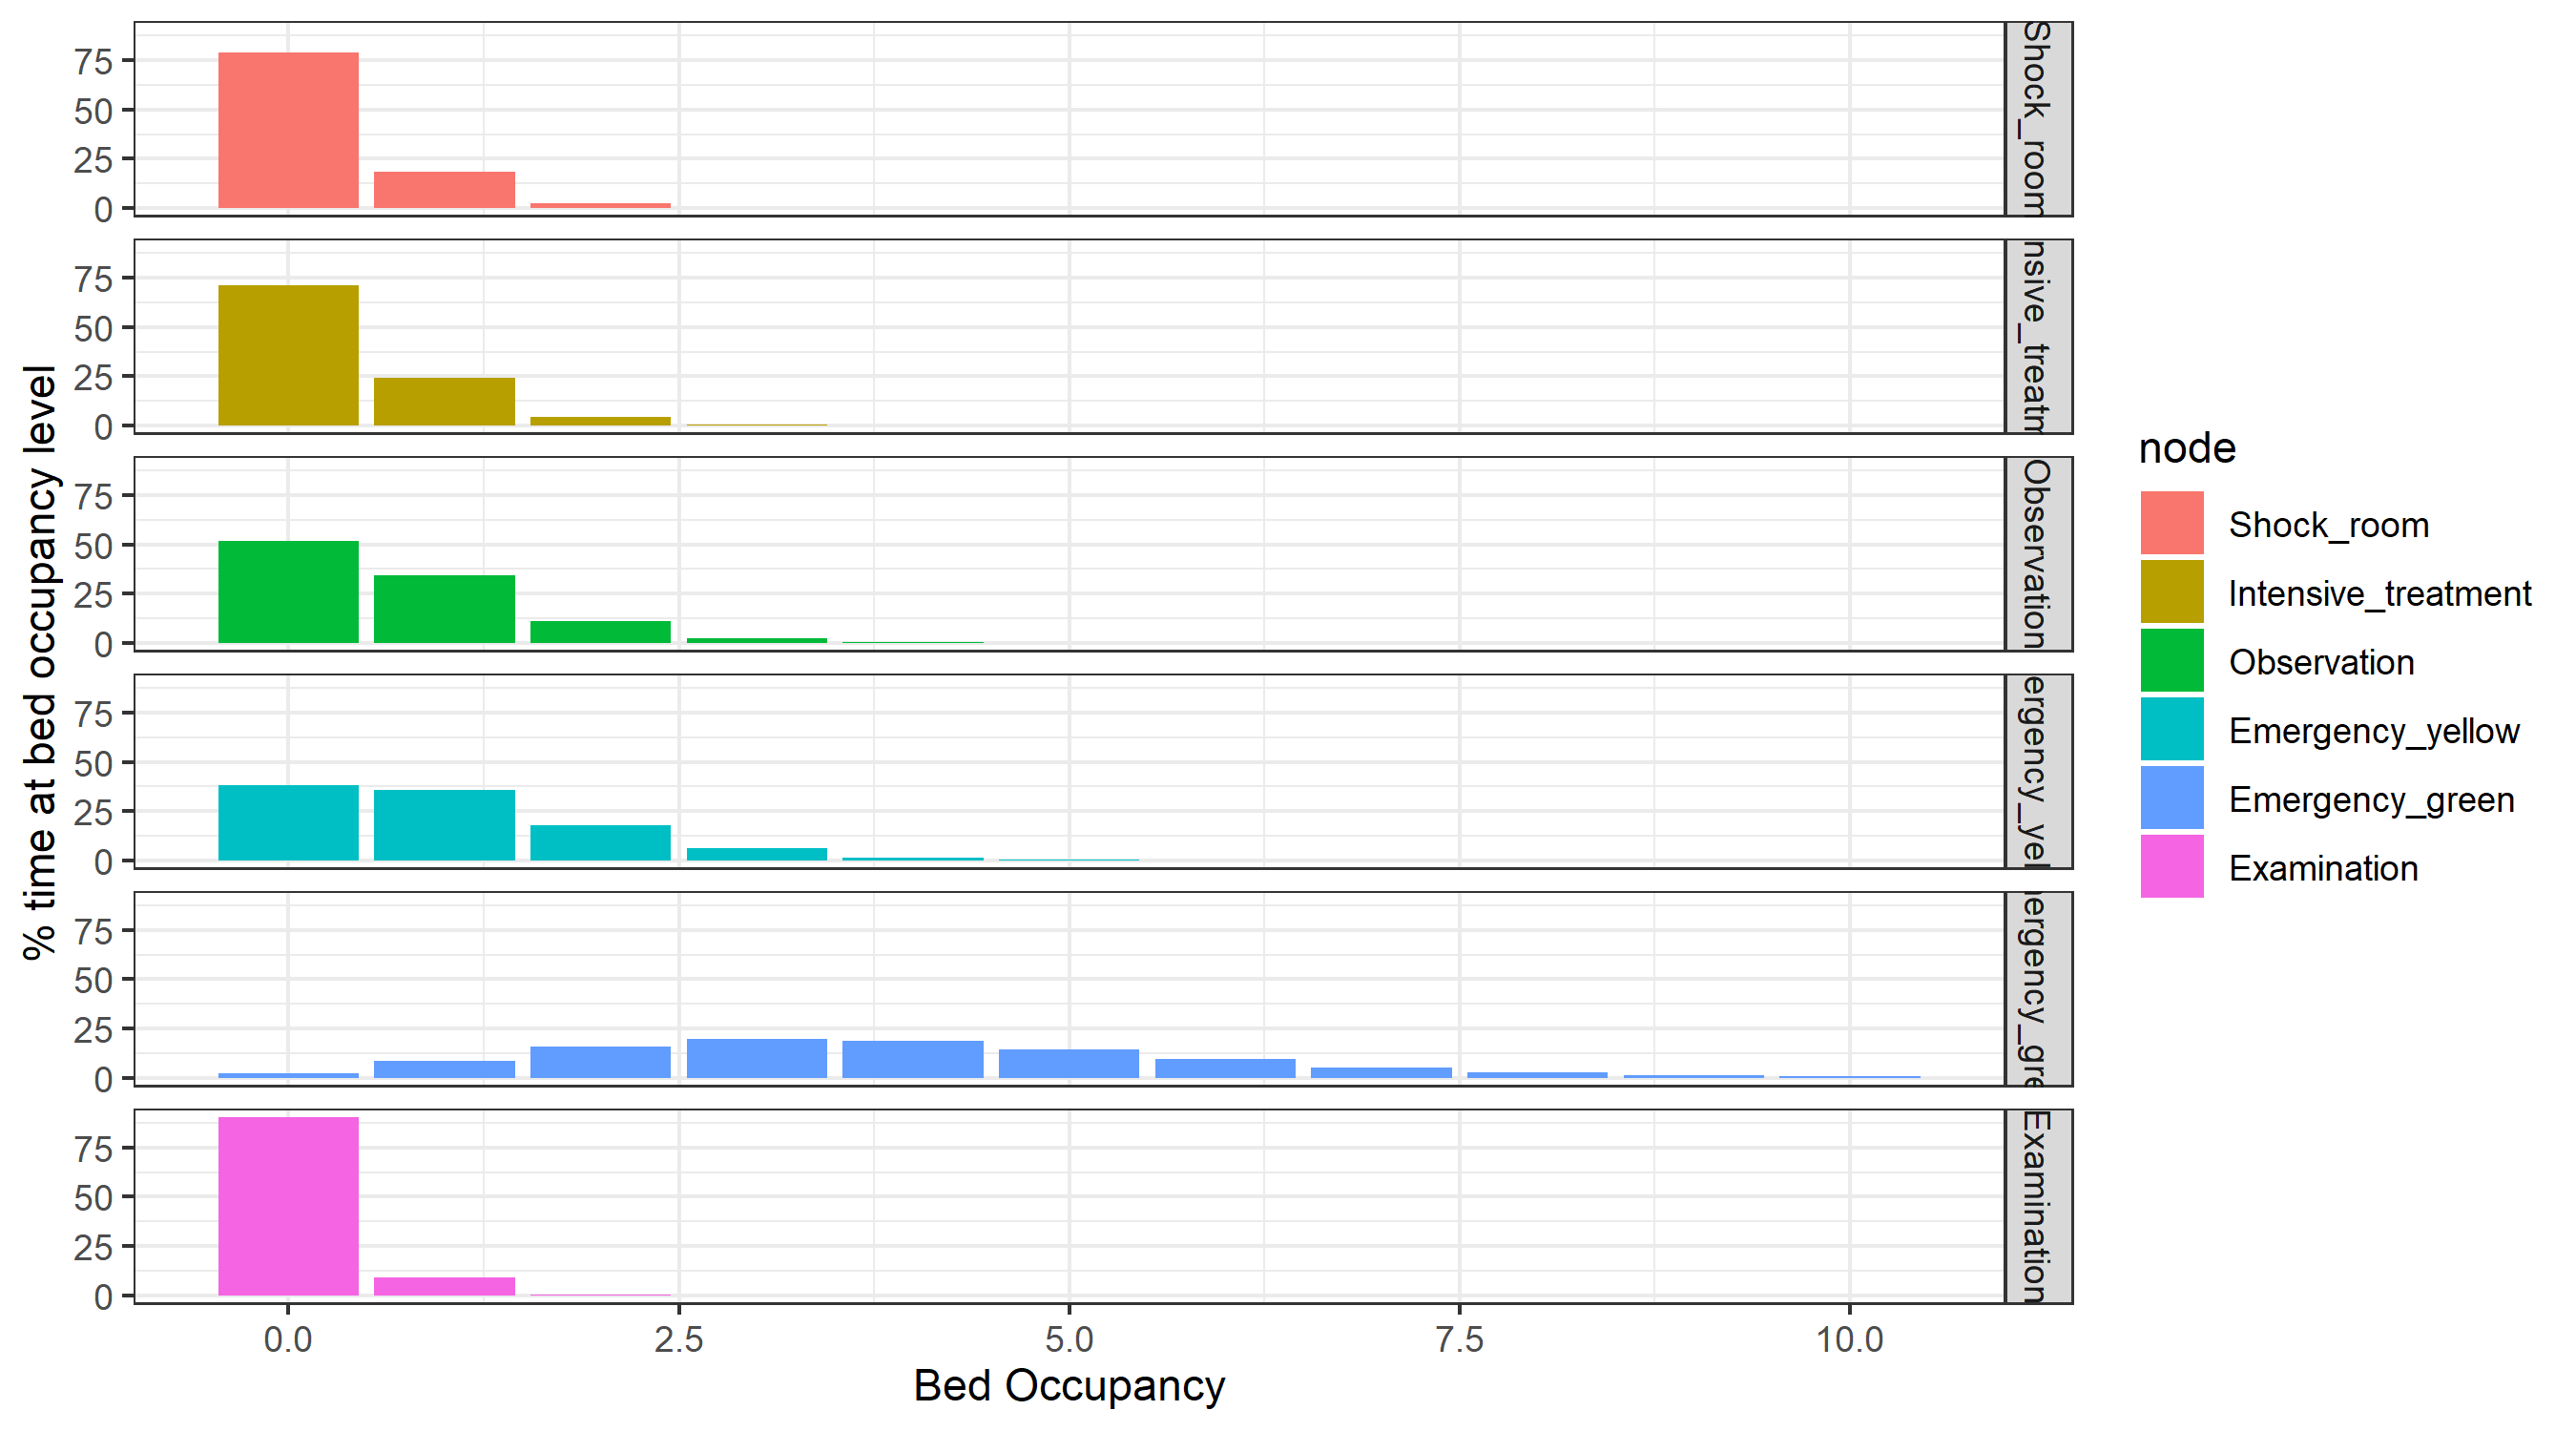 % time at bed occupancy level
75
50
25
0
Shock_room
75
50
25
0
nsive_treatm
75
50
25
0
Observation
75
50
25
0
ergency_yel
75
50
25
0
ergency_gre
75
50
25
0
Examination
0.0 2.5 5.0 7.5 10.0
Bed Occupancy
node
Shock_room
Intensive_treatment
Observation
Emergency_yellow
Emergency_green
Examination